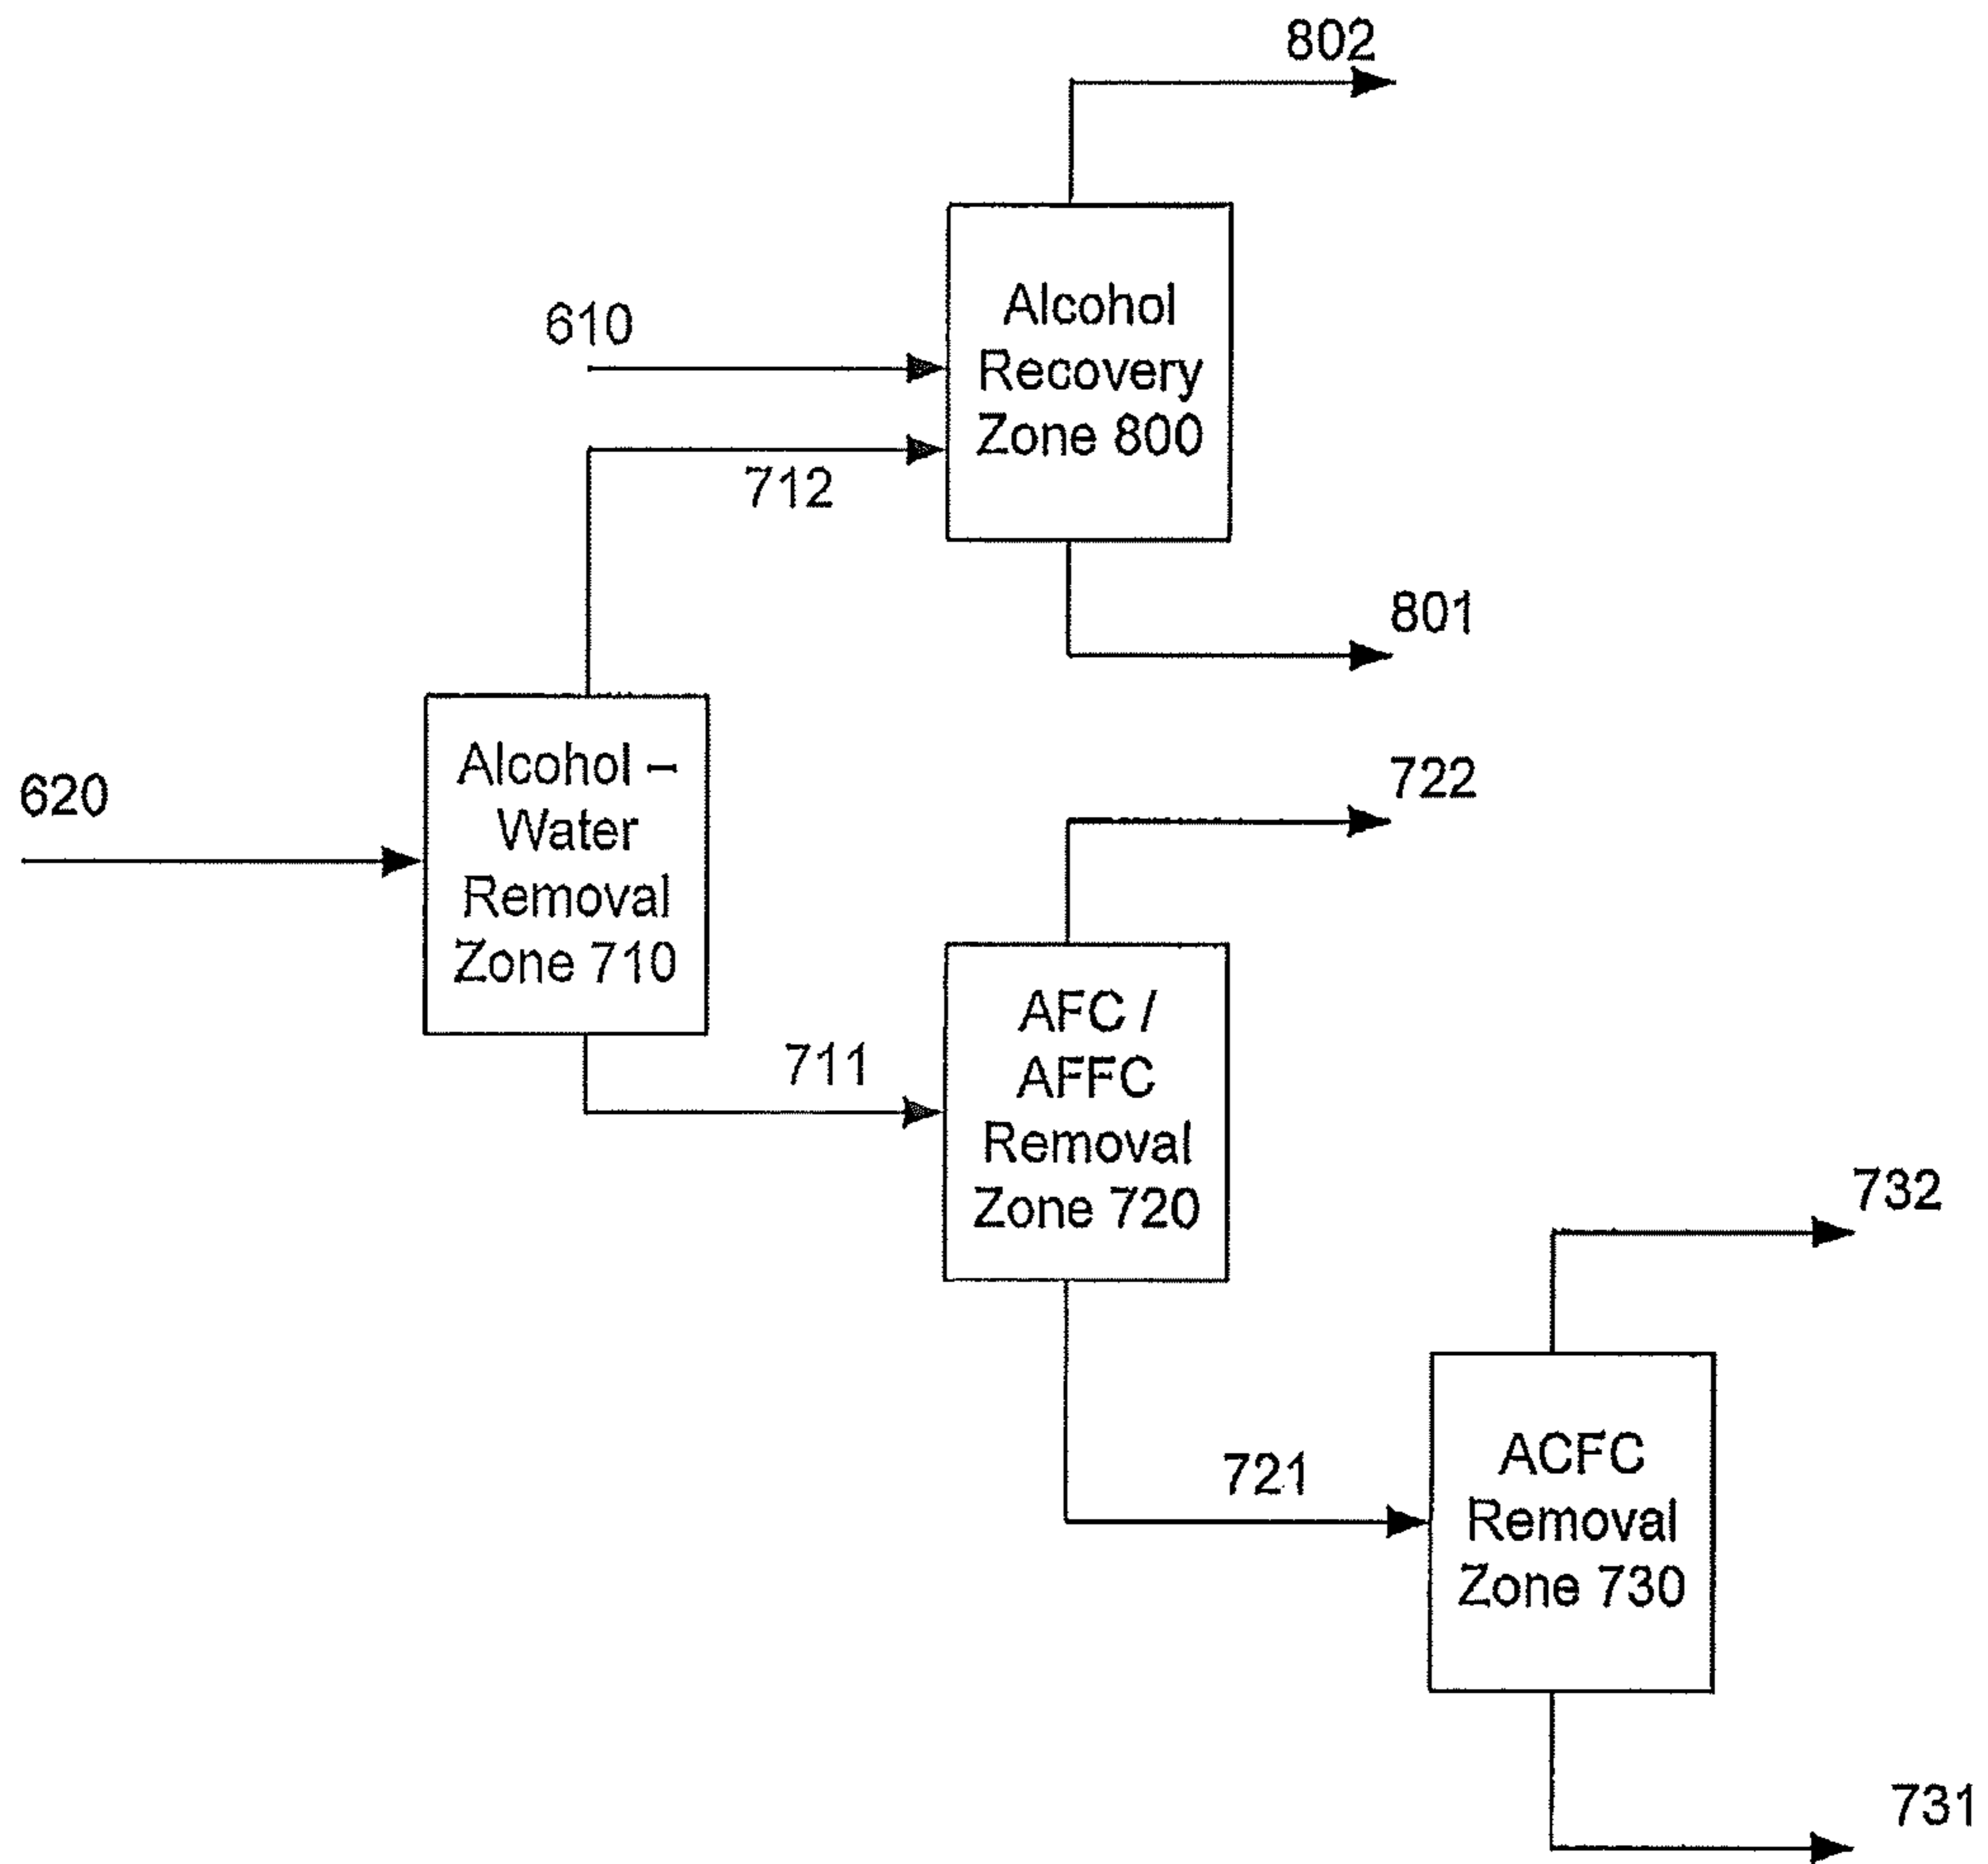 802
610
Alcohol
Recovery
Zone 800
712
801
620
Alcohol –
Water
Removal
Zone 710
722
711
AFC /
AFFC
Removal
Zone 720
732
721
ACFC
Removal
Zone 730
731